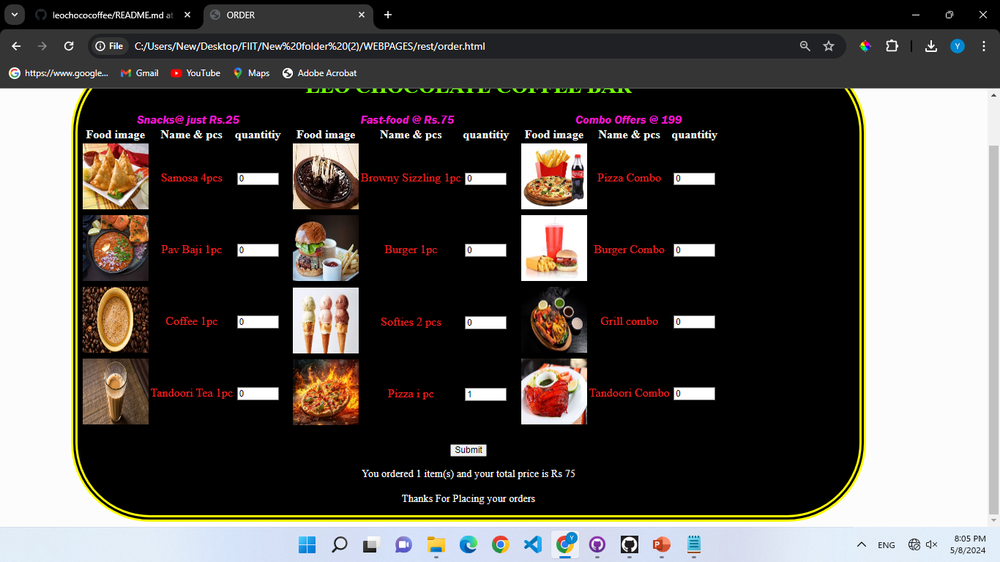 leochococoffee/README.md at
ORDER
File
C:/Users/New/Desktop/FIIT/New%20folder%20(2)/WEBPAGES/rest/order.html
Y
https://www.google...
Gmail
YouTube
Maps
Adobe Acrobat
LEO CHOCOLATE COFFEE BAR
Snacks@ just Rs.25
Fast-food @ Rs.75
Combo Offers @ 199
Food image Name & pcs quantitiy Food image Name & pcs quantitiy Food image Name & pcs quantitiy
Samosa 4pcs 0 Browny Sizzling 1pc 0 Pizza Combo 0
Pav Baji 1pc 0 Burger 1pc 0 Burger Combo 0
Coffee 1pc 0 Softies 2 pcs 0 Grill combo 0
Tandoori Tea 1pc 0 Pizza i pc 1 Tandoori Combo 0
Submit
You ordered 1 item(s) and your total price is Rs 75
Thanks For Placing your orders
Y
ENG
8:05 PM
5/8/2024